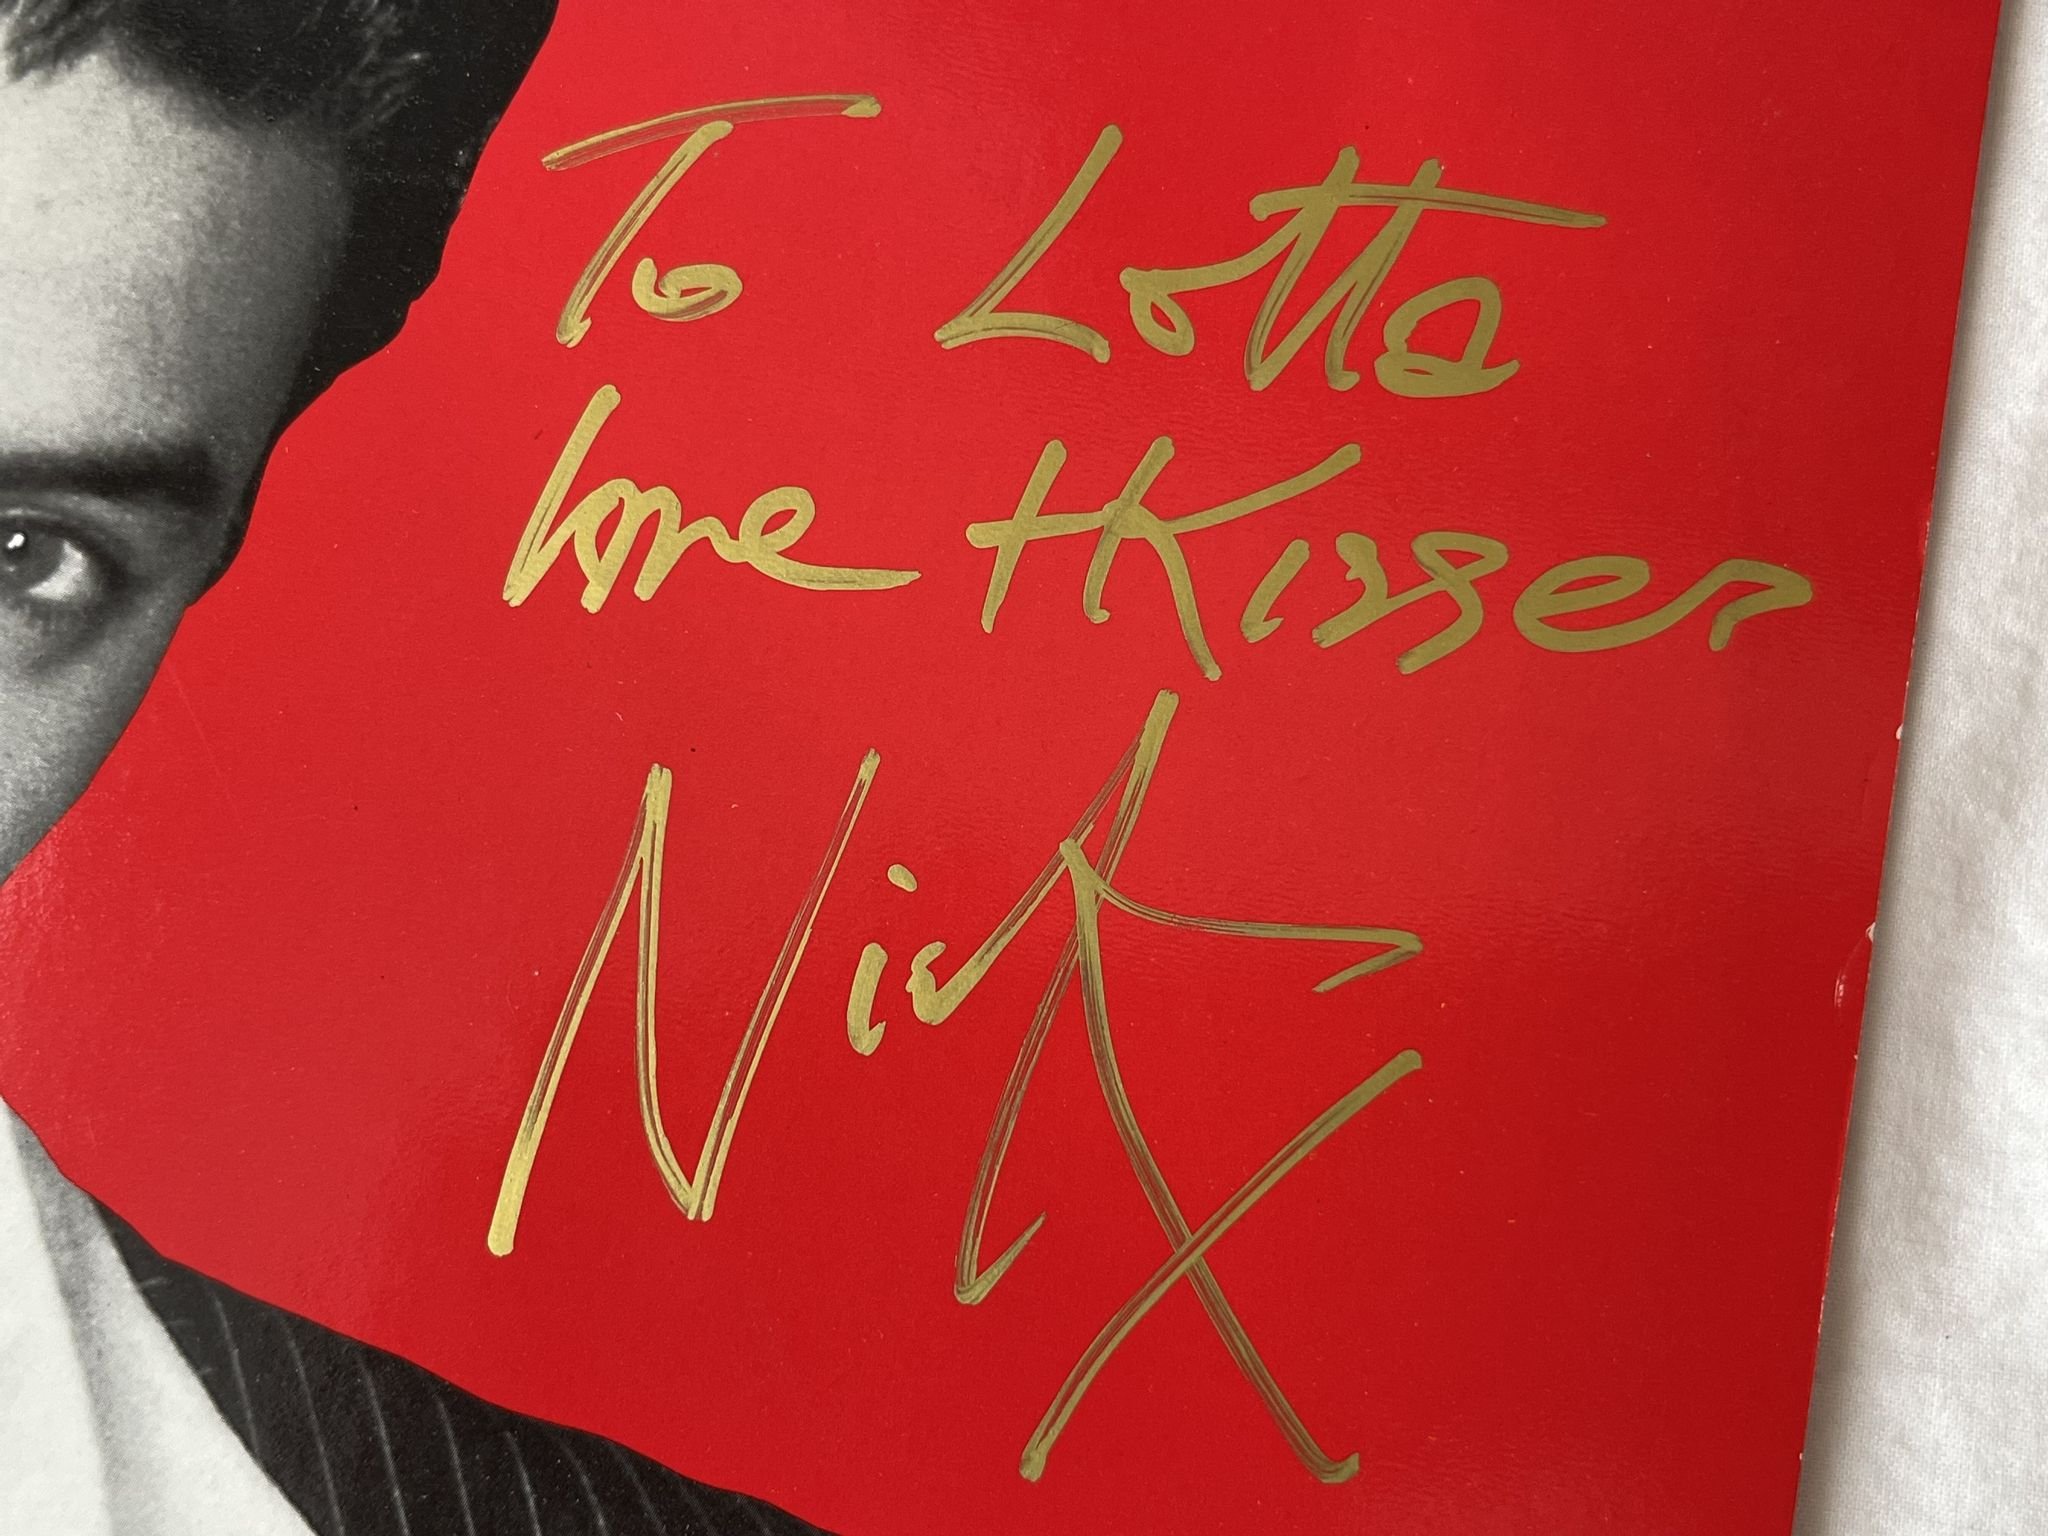 To Lotta
love + Kisses
Nick X